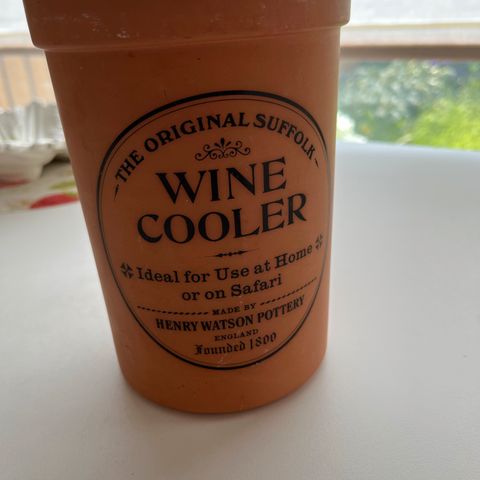 THE ORIGINAL SUFFOLK
WINE
COOLER
Ideal for Use at Home
or on Safari
MADE BY
HENRY WATSON POTTERY
ENGLAND
Founded 1800